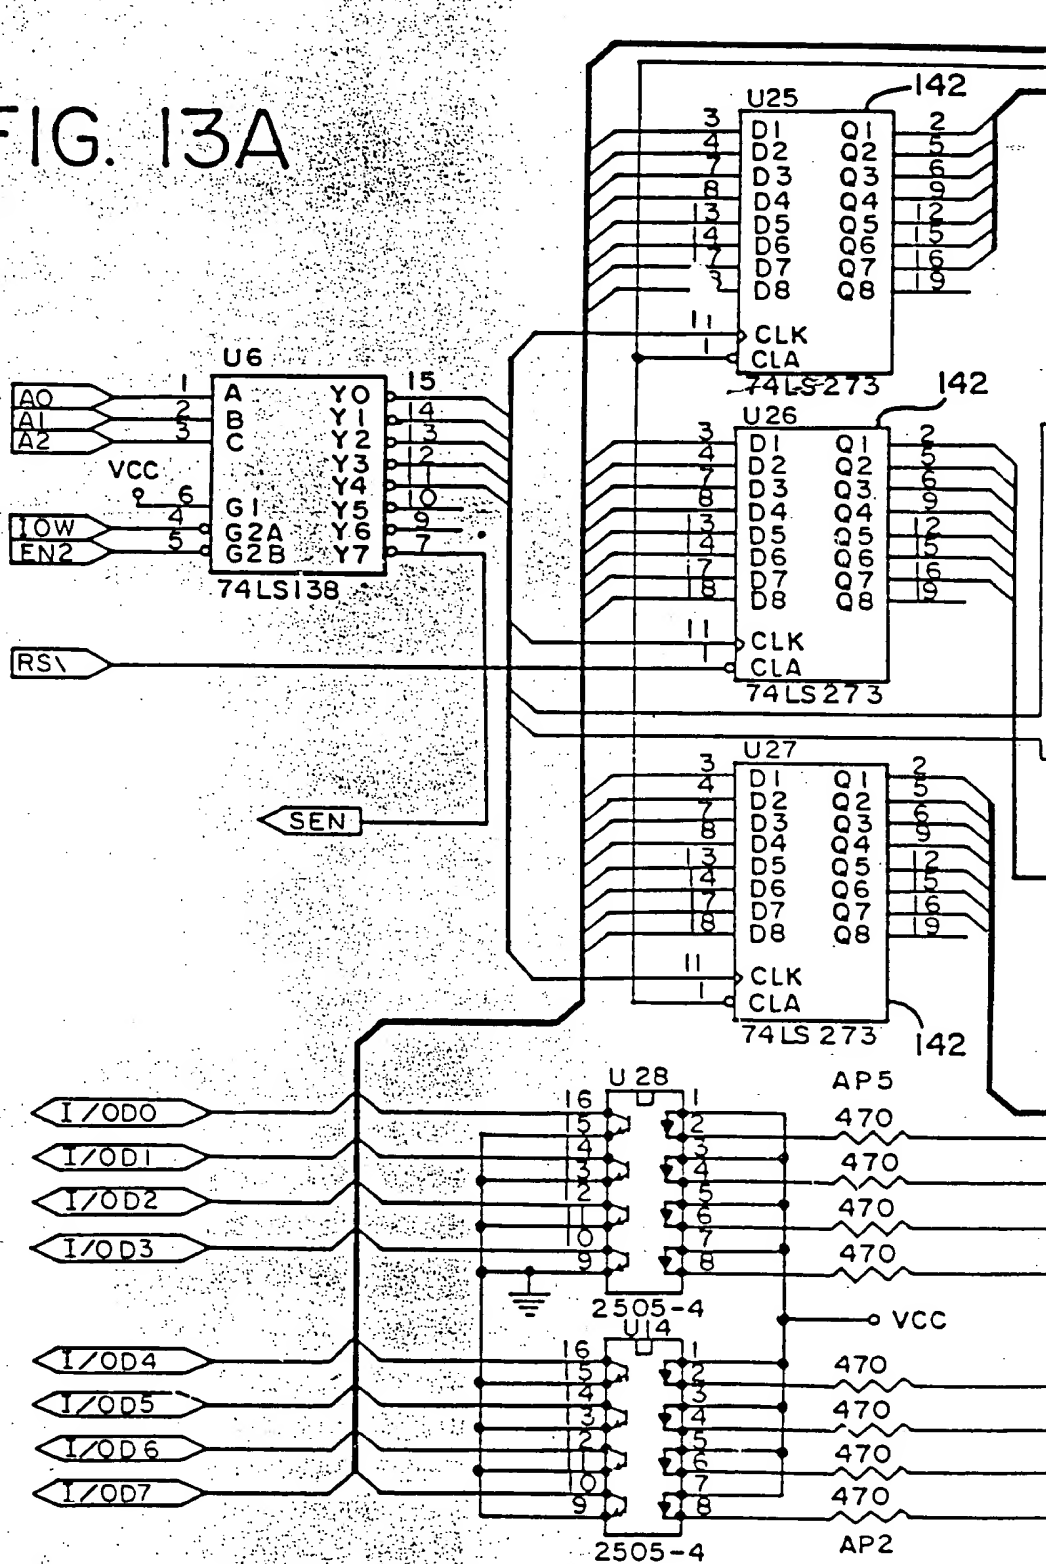 FIG. 13A
U25
142
3 D1 Q1 2
4 D2 Q2 5
7 D3 Q3 6
8 D4 Q4 9
13 D5 Q5 12
14 D6 Q6 15
17 D7 Q7 16
D8 Q8 19
11 CLK
1 CLA
74LS273
U6
A0 1 A Y0 15
A1 2 B Y1 14
A2 3 C Y2 13
VCC
Y3 12
Y4 11
6 G1 Y5 10
IOW 4 G2A Y6 9
EN2 5 G2B Y7 7
74LS138
142
U26
3 D1 Q1 2
4 D2 Q2 5
7 D3 Q3 6
8 D4 Q4 9
13 D5 Q5 12
14 D6 Q6 15
17 D7 Q7 16
18 D8 Q8 19
11 CLK
1 CLA
74LS273
RS\
SEN
U27
3 D1 Q1 2
4 D2 Q2 5
7 D3 Q3 6
8 D4 Q4 9
13 D5 Q5 12
14 D6 Q6 15
17 D7 Q7 16
18 D8 Q8 19
11 CLK
1 CLA
74LS273
142
U28
AP5
I/OD0 16 1
15 2 470
I/OD1 14 3
13 4 470
I/OD2 12 5
11 6 470
I/OD3 10 7
9 8 470
2505-4
VCC
U14
I/OD4 16 1
15 2 470
I/OD5 14 3
13 4 470
I/OD6 12 5
11 6 470
I/OD7 10 7
9 8 470
2505-4
AP2